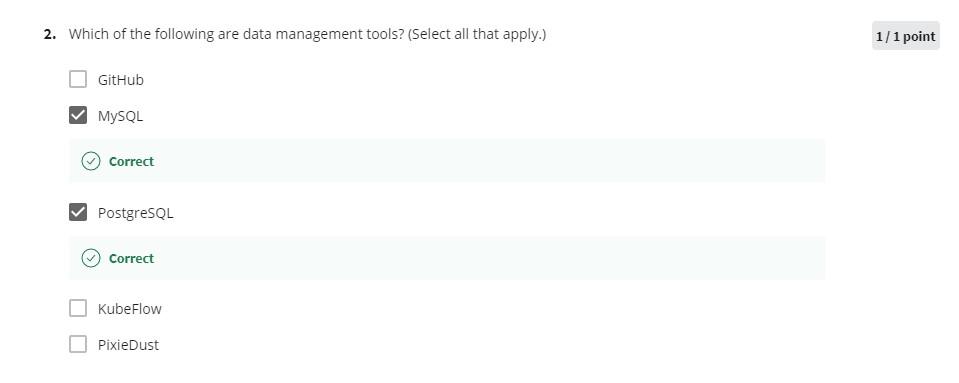 2. Which of the following are data management tools? (Select all that apply.)
1 / 1 point
GitHub
MySQL
Correct
PostgreSQL
Correct
KubeFlow
PixieDust